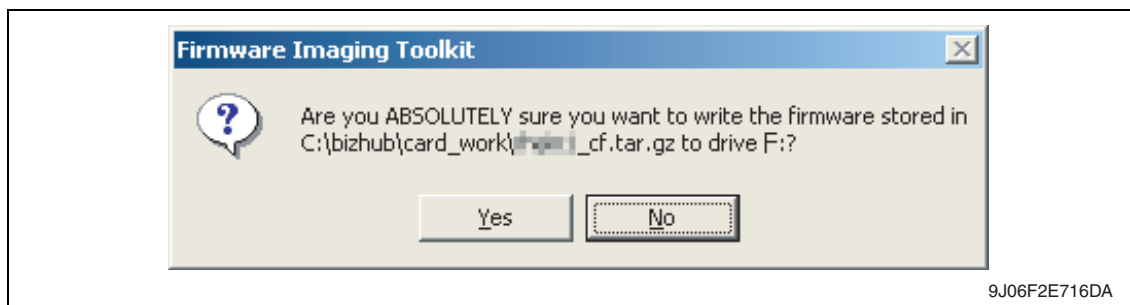 Firmware Imaging Toolkit
Are you ABSOLUTELY sure you want to write the firmware stored in
C:\bizhub\card_work\ _cf.tar.gz to drive F:?
Yes No
9J06F2E716DA